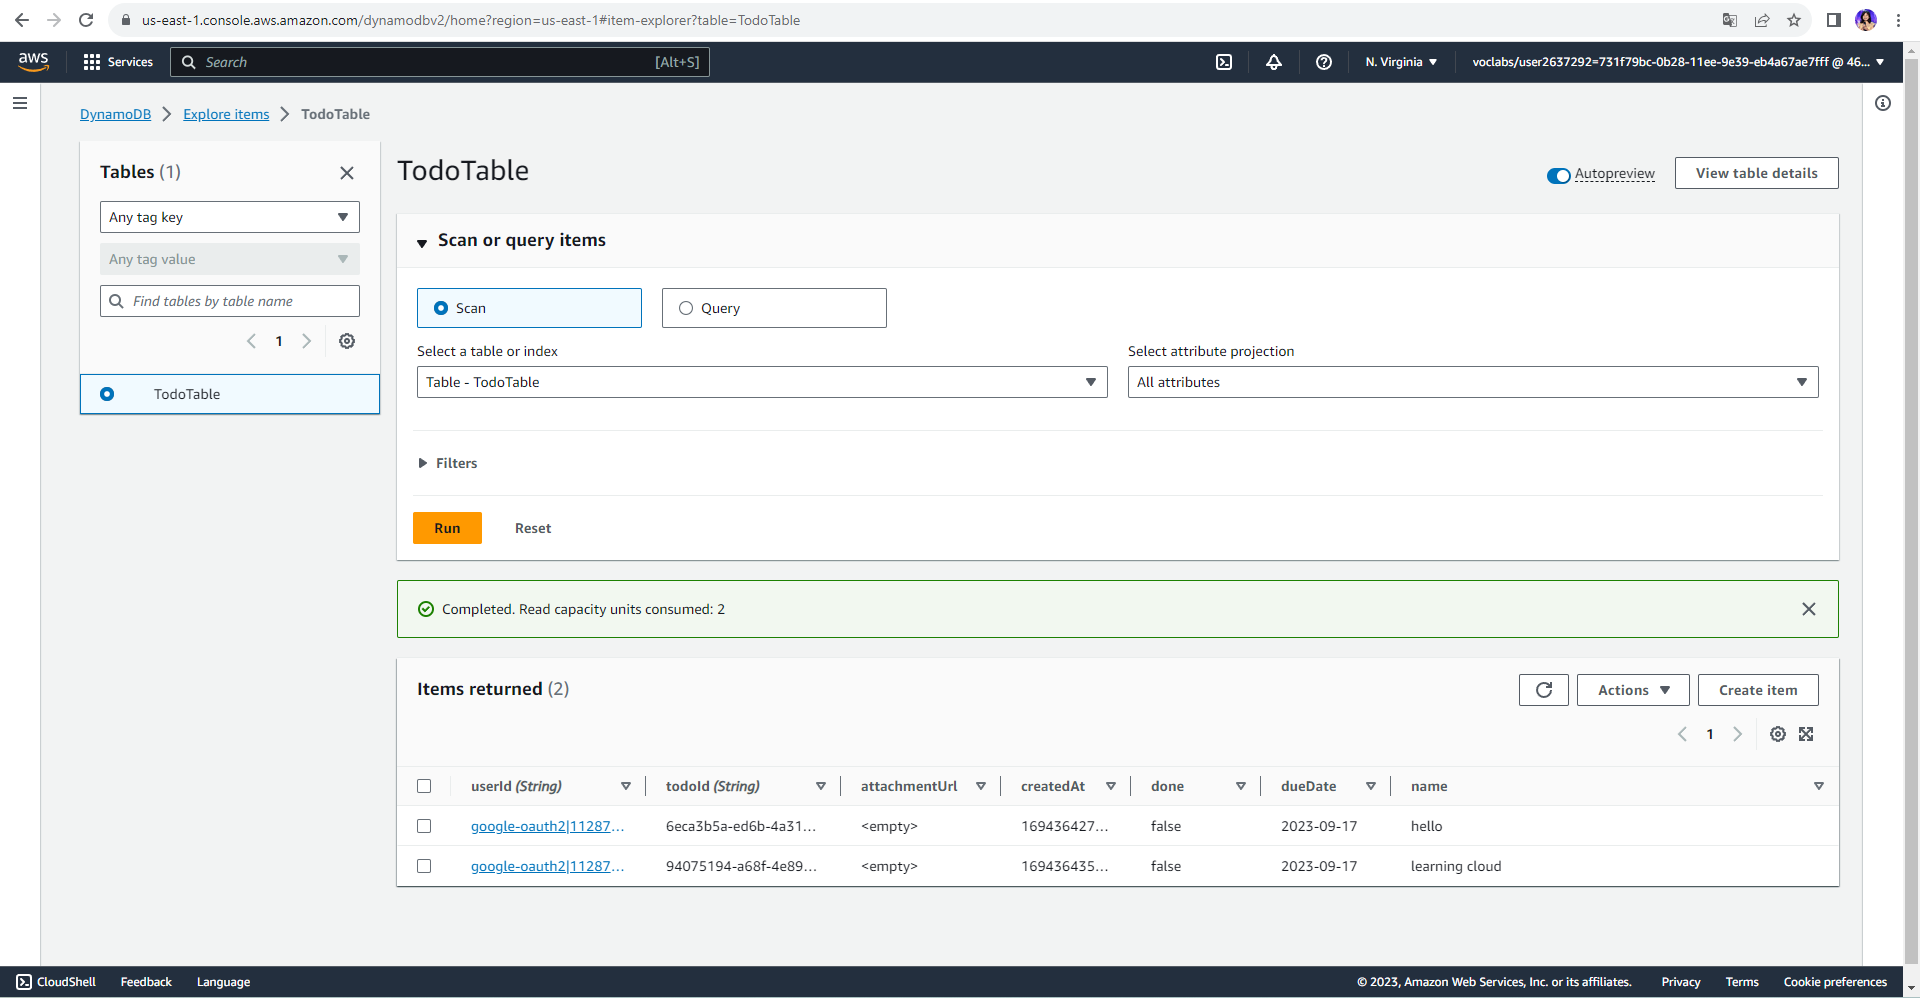 us-east-1.console.aws.amazon.com/dynamodbv2/home?region=us-east-1#item-explorer?table=TodoTable
aws Services Search [Alt+S] N. Virginia voclabs/user2637292=731f79bc-0b28-11ee-9e39-eb4a67ae7fff @ 46...
DynamoDB Explore items TodoTable
Tables (1)
Any tag key
Any tag value
Find tables by table name
1
TodoTable
TodoTable
Autopreview View table details
Scan or query items
Scan Query
Select a table or index Select attribute projection
Table - TodoTable All attributes
Filters
Run Reset
Completed. Read capacity units consumed: 2
Items returned (2)
Actions Create item
1
userId (String) todoId (String) attachmentUrl createdAt done dueDate name
google-oauth2|11287... 6eca3b5a-ed6b-4a31... <empty> 169436427... false 2023-09-17 hello
google-oauth2|11287... 94075194-a68f-4e89... <empty> 169436435... false 2023-09-17 learning cloud
CloudShell Feedback Language © 2023, Amazon Web Services, Inc. or its affiliates. Privacy Terms Cookie preferences